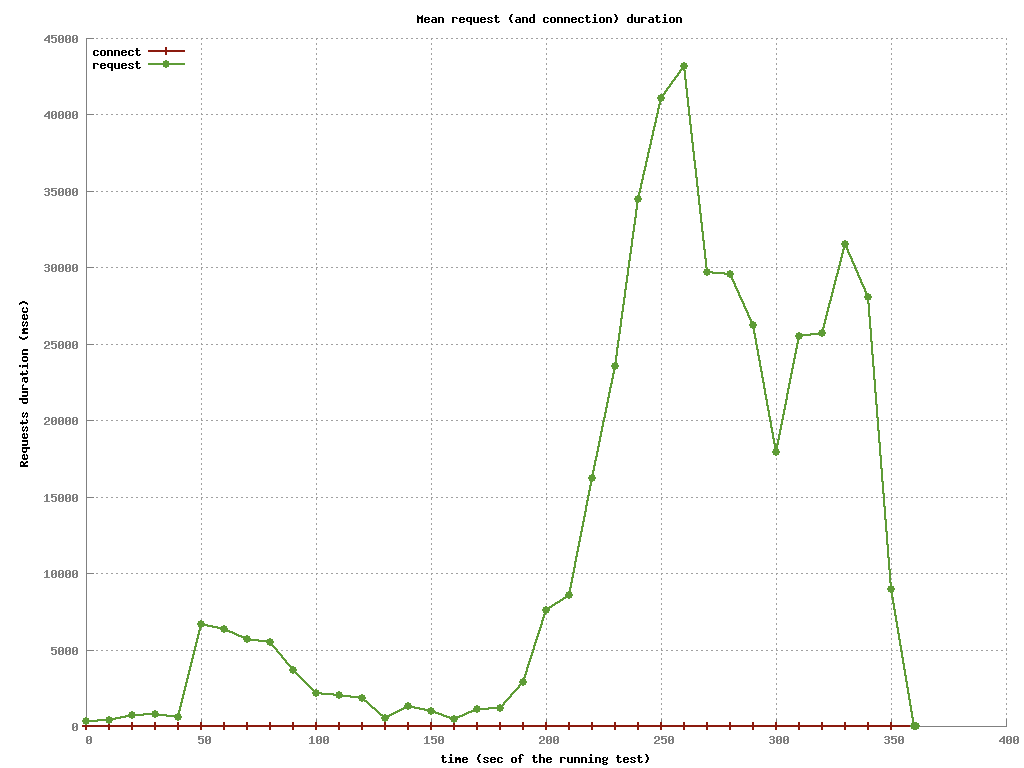 Mean request (and connection) duration
45000
connect
request
40000
35000
30000
25000
20000
15000
10000
5000
0
Requests duration (msec)
0 50 100 150 200 250 300 350 400
time (sec of the running test)